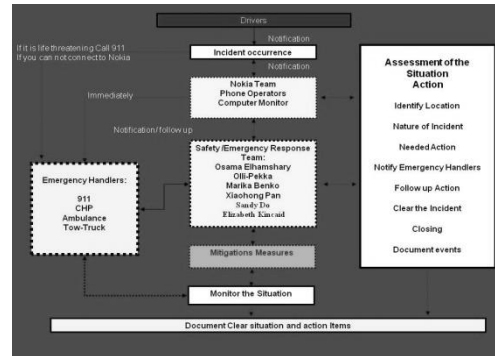 Drivers
Notification
If it is life threatening Call 911
If you can not connect to Nokia
Incident occurrence
Notification
Immediately
Nokia Team
Phone Operators
Computer Monitor
Notification/follow up
Safety /Emergency Response
Team:
Osama Elhamshary
Olli-Pekka
Marika Benko
Xiaohong Pan
Sandy Do
Elizabeth Kincaid
Emergency Handlers:
911
CHP
Ambulance
Tow-Truck
Mitigations Measures
Monitor the Situation
Assessment of the
Situation
Action
Identify Location
Nature of Incident
Needed Action
Notify Emergency Handlers
Follow up Action
Clear the Incident
Closing
Document events
Document Clear situation and action Items